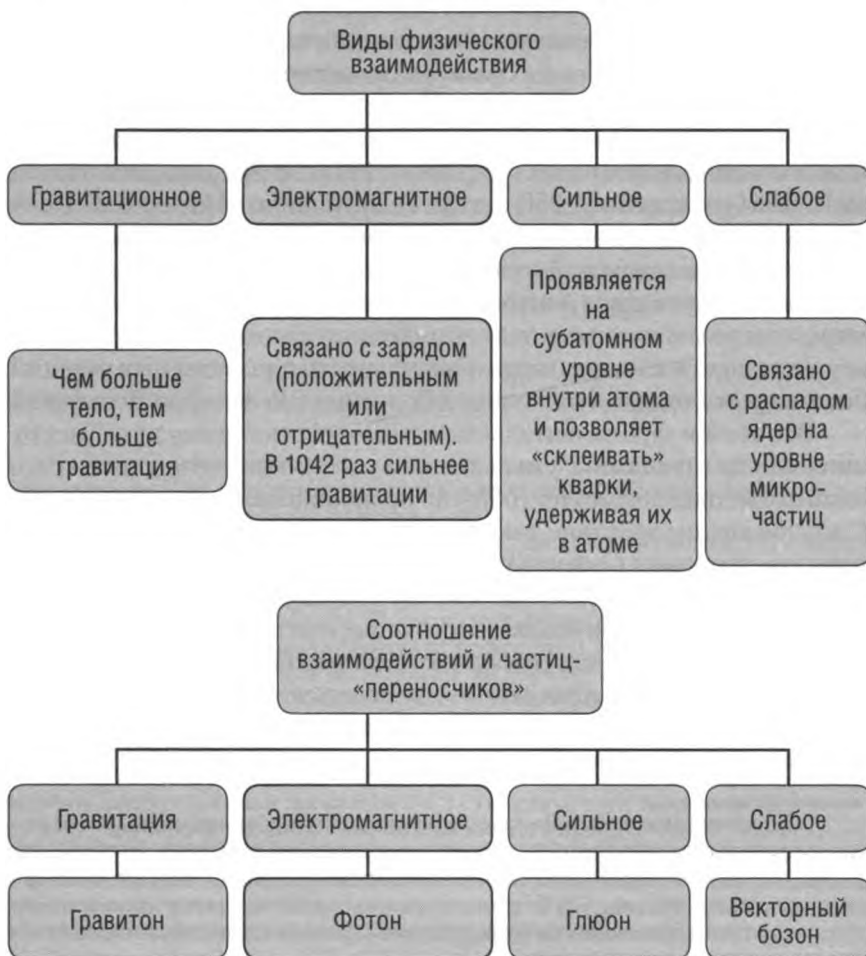 Виды физического
взаимодействия
Гравитационное
Электромагнитное
Сильное
Слабое
Чем больше
тело, тем
больше
гравитация
Связано с зарядом
(положительным
или
отрицательным).
В 1042 раз сильнее
гравитации
Проявляется
на
субатомном
уровне
внутри атома
и позволяет
«склеивать»
кварки,
удерживая их
в атоме
Связано
с распадом
ядер на
уровне
микро-
частиц
Соотношение
взаимодействий и частиц-
«переносчиков»
Гравитация
Электромагнитное
Сильное
Слабое
Гравитон
Фотон
Глюон
Векторный
бозон